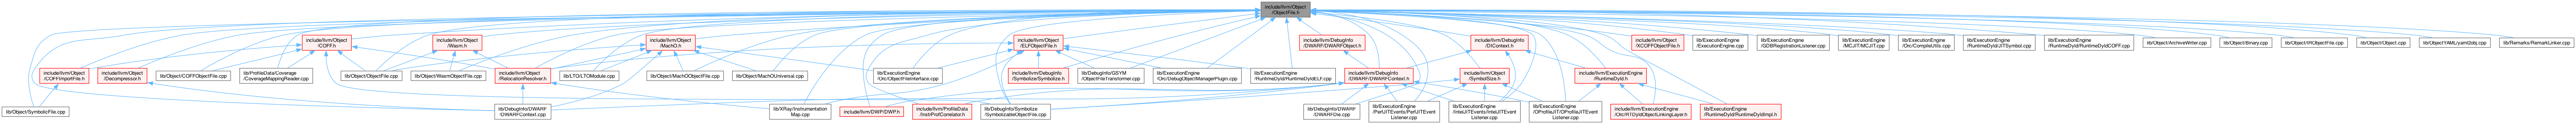 include/llvm/Object
/ObjectFile.h
include/llvm/Object
/COFF.h
include/llvm/Object
/Wasm.h
include/llvm/Object
/MachO.h
include/llvm/Object
/ELFObjectFile.h
include/llvm/DebugInfo
/DWARF/DWARFObject.h
include/llvm/DebugInfo
/DIContext.h
include/llvm/Object
/XCOFFObjectFile.h
lib/ExecutionEngine
/ExecutionEngine.cpp
lib/ExecutionEngine
/GDBRegistrationListener.cpp
lib/ExecutionEngine
/MCJIT/MCJIT.cpp
lib/ExecutionEngine
/Orc/CompileUtils.cpp
lib/ExecutionEngine
/RuntimeDyld/JITSymbol.cpp
lib/ExecutionEngine
/RuntimeDyld/RuntimeDyldCOFF.cpp
lib/Object/ArchiveWriter.cpp
lib/Object/Binary.cpp
lib/Object/IRObjectFile.cpp
lib/Object/Object.cpp
lib/ObjectYAML/yaml2obj.cpp
lib/Remarks/RemarkLinker.cpp
include/llvm/Object
/COFFImportFile.h
include/llvm/Object
/Decompressor.h
lib/Object/COFFObjectFile.cpp
lib/ProfileData/Coverage
/CoverageMappingReader.cpp
lib/Object/ObjectFile.cpp
lib/Object/WasmObjectFile.cpp
include/llvm/Object
/RelocationResolver.h
lib/LTO/LTOModule.cpp
lib/Object/MachOObjectFile.cpp
lib/Object/MachOUniversal.cpp
lib/ExecutionEngine
/Orc/ObjectFileInterface.cpp
include/llvm/DebugInfo
/Symbolize/Symbolize.h
lib/DebugInfo/GSYM
/ObjectFileTransformer.cpp
lib/ExecutionEngine
/Orc/DebugObjectManagerPlugin.cpp
lib/ExecutionEngine
/RuntimeDyld/RuntimeDyldELF.cpp
include/llvm/DebugInfo
/DWARF/DWARFContext.h
include/llvm/Object
/SymbolSize.h
include/llvm/ExecutionEngine
/RuntimeDyld.h
lib/Object/SymbolicFile.cpp
lib/DebugInfo/DWARF
/DWARFContext.cpp
lib/XRay/Instrumentation
Map.cpp
include/llvm/DWP/DWP.h
include/llvm/ProfileData
/InstrProfCorrelator.h
lib/DebugInfo/Symbolize
/SymbolizableObjectFile.cpp
lib/DebugInfo/DWARF
/DWARFDie.cpp
lib/ExecutionEngine
/PerfJITEvents/PerfJITEvent
Listener.cpp
lib/ExecutionEngine
/IntelJITEvents/IntelJITEvent
Listener.cpp
lib/ExecutionEngine
/OProfileJIT/OProfileJITEvent
Listener.cpp
include/llvm/ExecutionEngine
/Orc/RTDyldObjectLinkingLayer.h
lib/ExecutionEngine
/RuntimeDyld/RuntimeDyldImpl.h